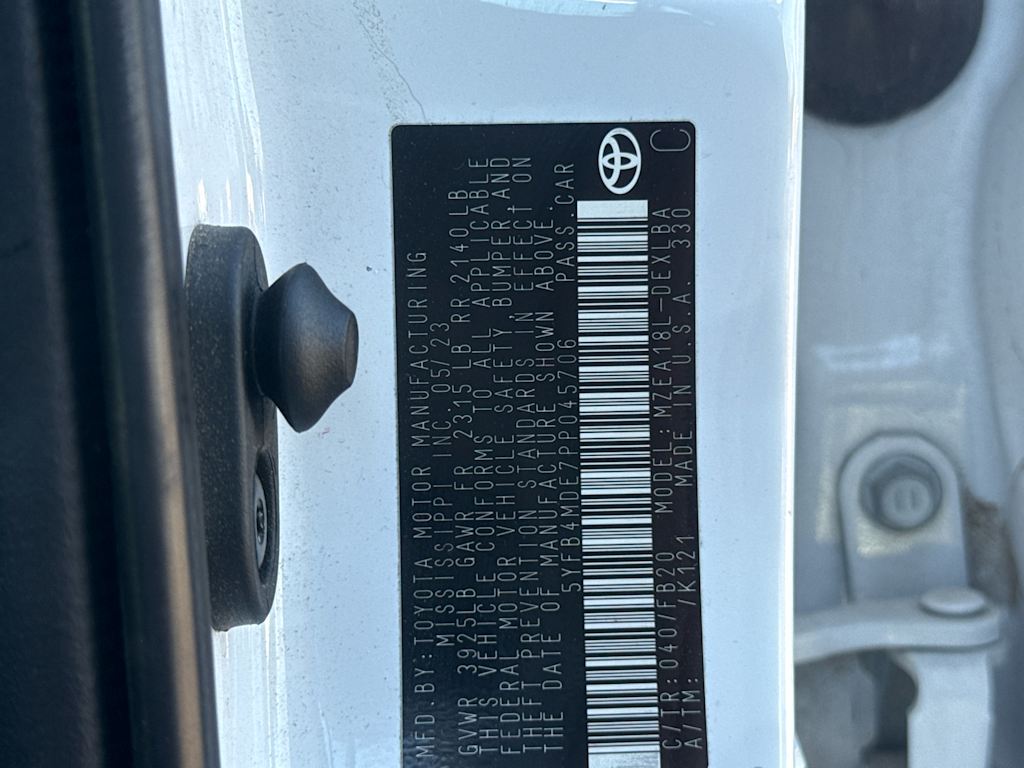 MFD.BY:TOYOTA MOTOR MANUFACTURING
MISSISSIPPI INC.05/23
GVWR 3925LB GAWR FR 2315 LB RR 2140LB
THIS VEHICLE CONFORMS TO ALL APPLICABLE
FEDERAL MOTOR VEHICLE SAFETY,BUMPER,AND
THEFT PREVENTION STANDARDS IN EFFECT ON
THE DATE OF MANUFACTURE SHOWN ABOVE.
5YFB4MDE7PP045706 PASS.CAR
C/TR:040/FB20 MODEL:MZEA18L-DEXLBA
A/TM: /K121 MADE IN U.S.A. 330
C